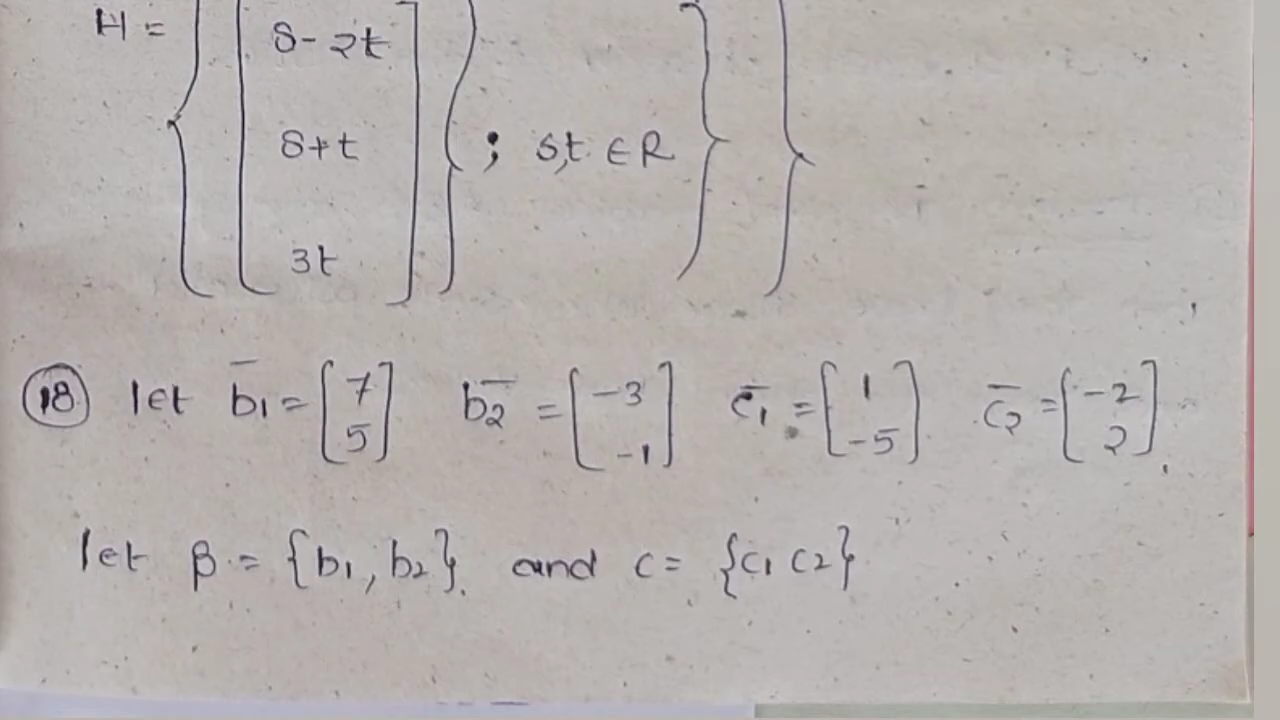 H = { [ s - 2t
s + t } ; s,t ∈ R } }
3t ]
(18) let b̅1 = [7 5] b̅2 = [-3 -1] c̅1 = [1 -5] c̅2 = [-2 2]
let β = {b1, b2} and c = {c1 c2}